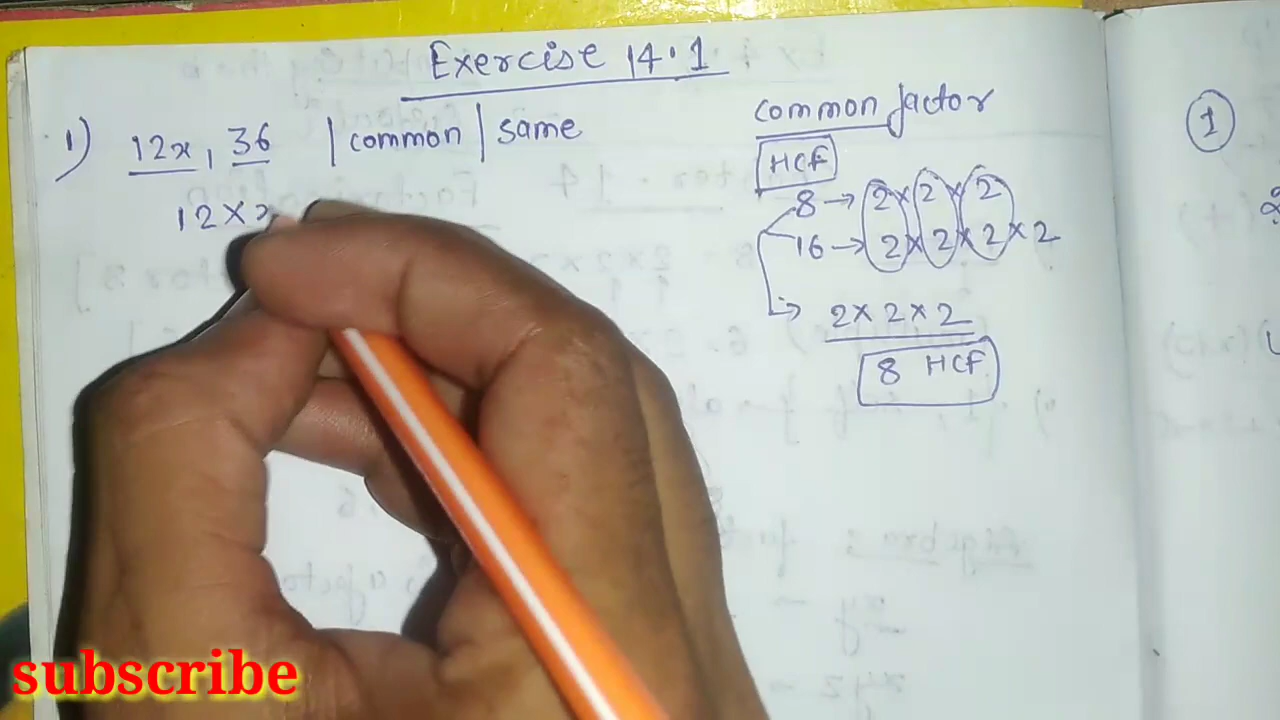 Exercise 14.1
1) 12x, 36 | common | same
12 x x
common factor
HCF
8 → 2 x 2 x 2
16 → 2 x 2 x 2 x 2
2 x 2 x 2
8 HCF
1
subscribe